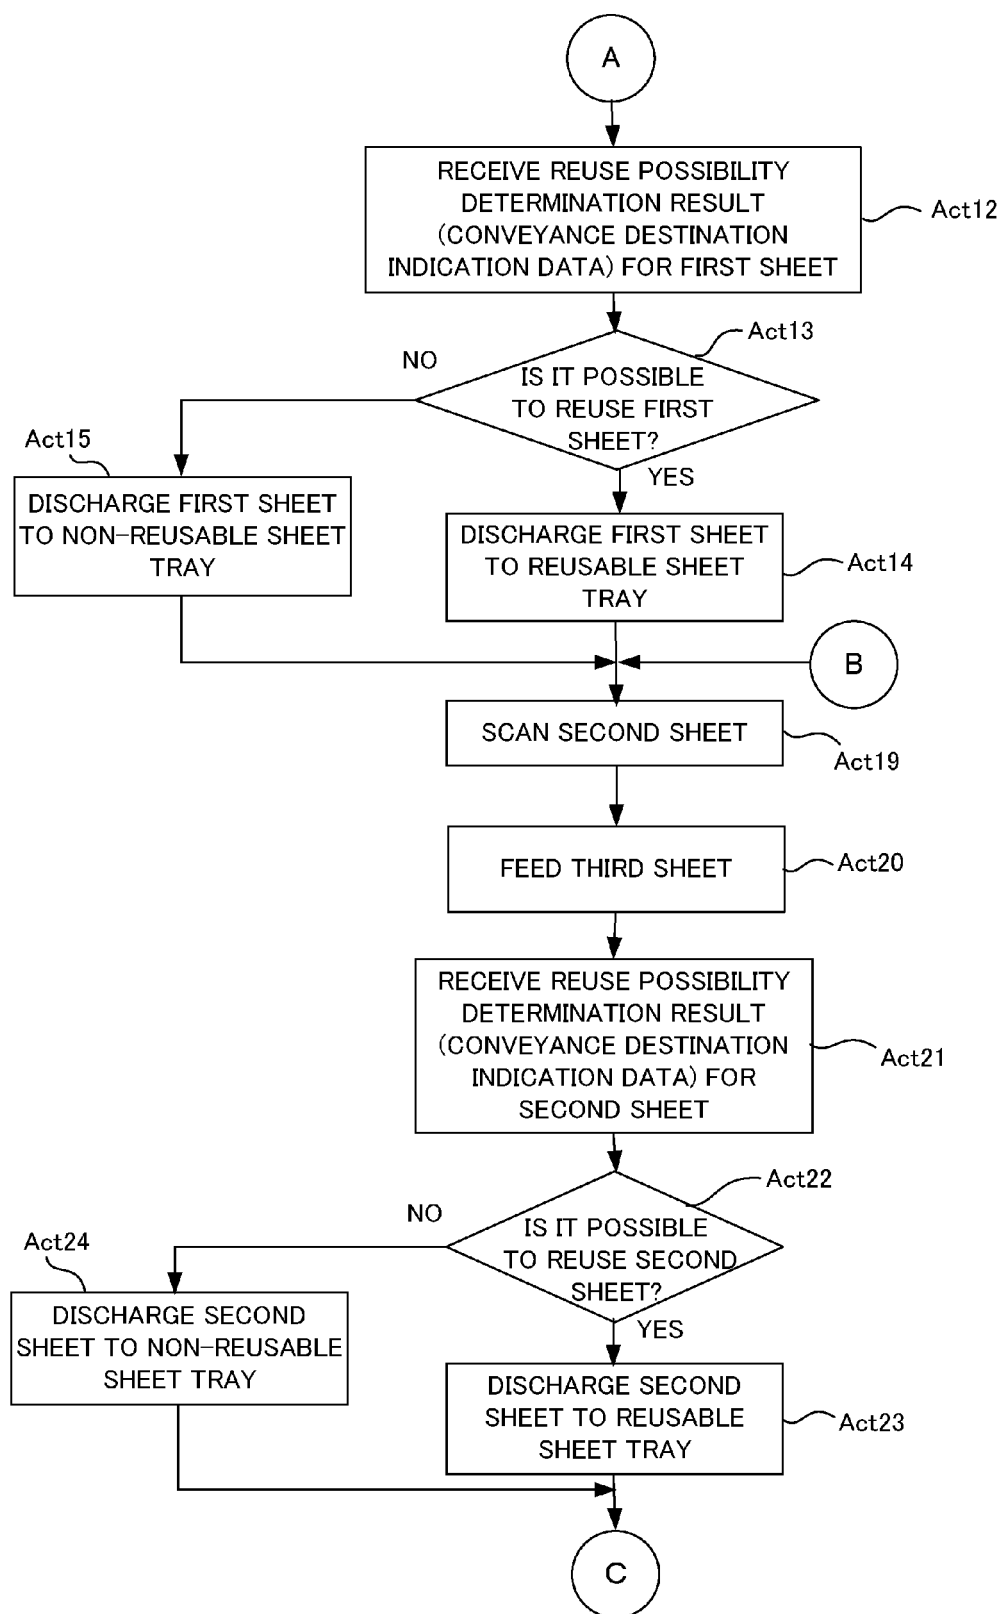 A
RECEIVE REUSE POSSIBILITY
DETERMINATION RESULT
(CONVEYANCE DESTINATION
INDICATION DATA) FOR FIRST SHEET
Act12
Act13
NO
IS IT POSSIBLE
TO REUSE FIRST
SHEET?
YES
Act15
DISCHARGE FIRST SHEET
TO NON-REUSABLE SHEET
TRAY
DISCHARGE FIRST SHEET
TO REUSABLE SHEET
TRAY
Act14
B
SCAN SECOND SHEET
Act19
FEED THIRD SHEET
Act20
RECEIVE REUSE POSSIBILITY
DETERMINATION RESULT
(CONVEYANCE DESTINATION
INDICATION DATA) FOR
SECOND SHEET
Act21
Act22
NO
IS IT POSSIBLE
TO REUSE SECOND
SHEET?
YES
Act24
DISCHARGE SECOND
SHEET TO NON-REUSABLE
SHEET TRAY
DISCHARGE SECOND
SHEET TO REUSABLE
SHEET TRAY
Act23
C